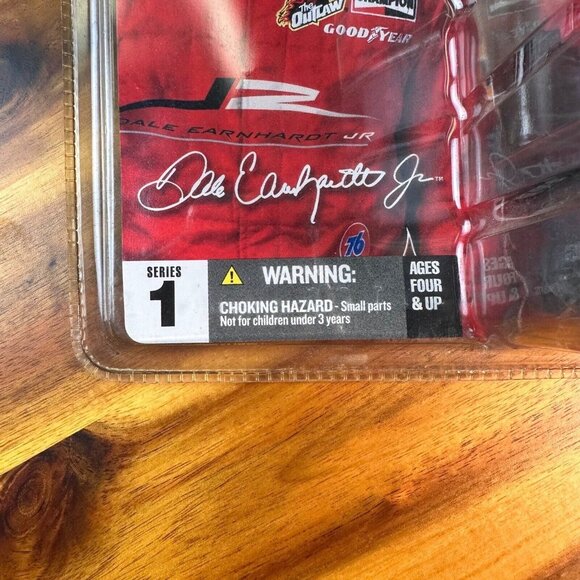 The
OUTLAW
CHAMPION
GOODYEAR
JR
DALE EARNHARDT JR
Dale Earnhardt Jr™
76
SERIES
1
WARNING:
CHOKING HAZARD - Small parts
Not for children under 3 years
AGES
FOUR
& UP